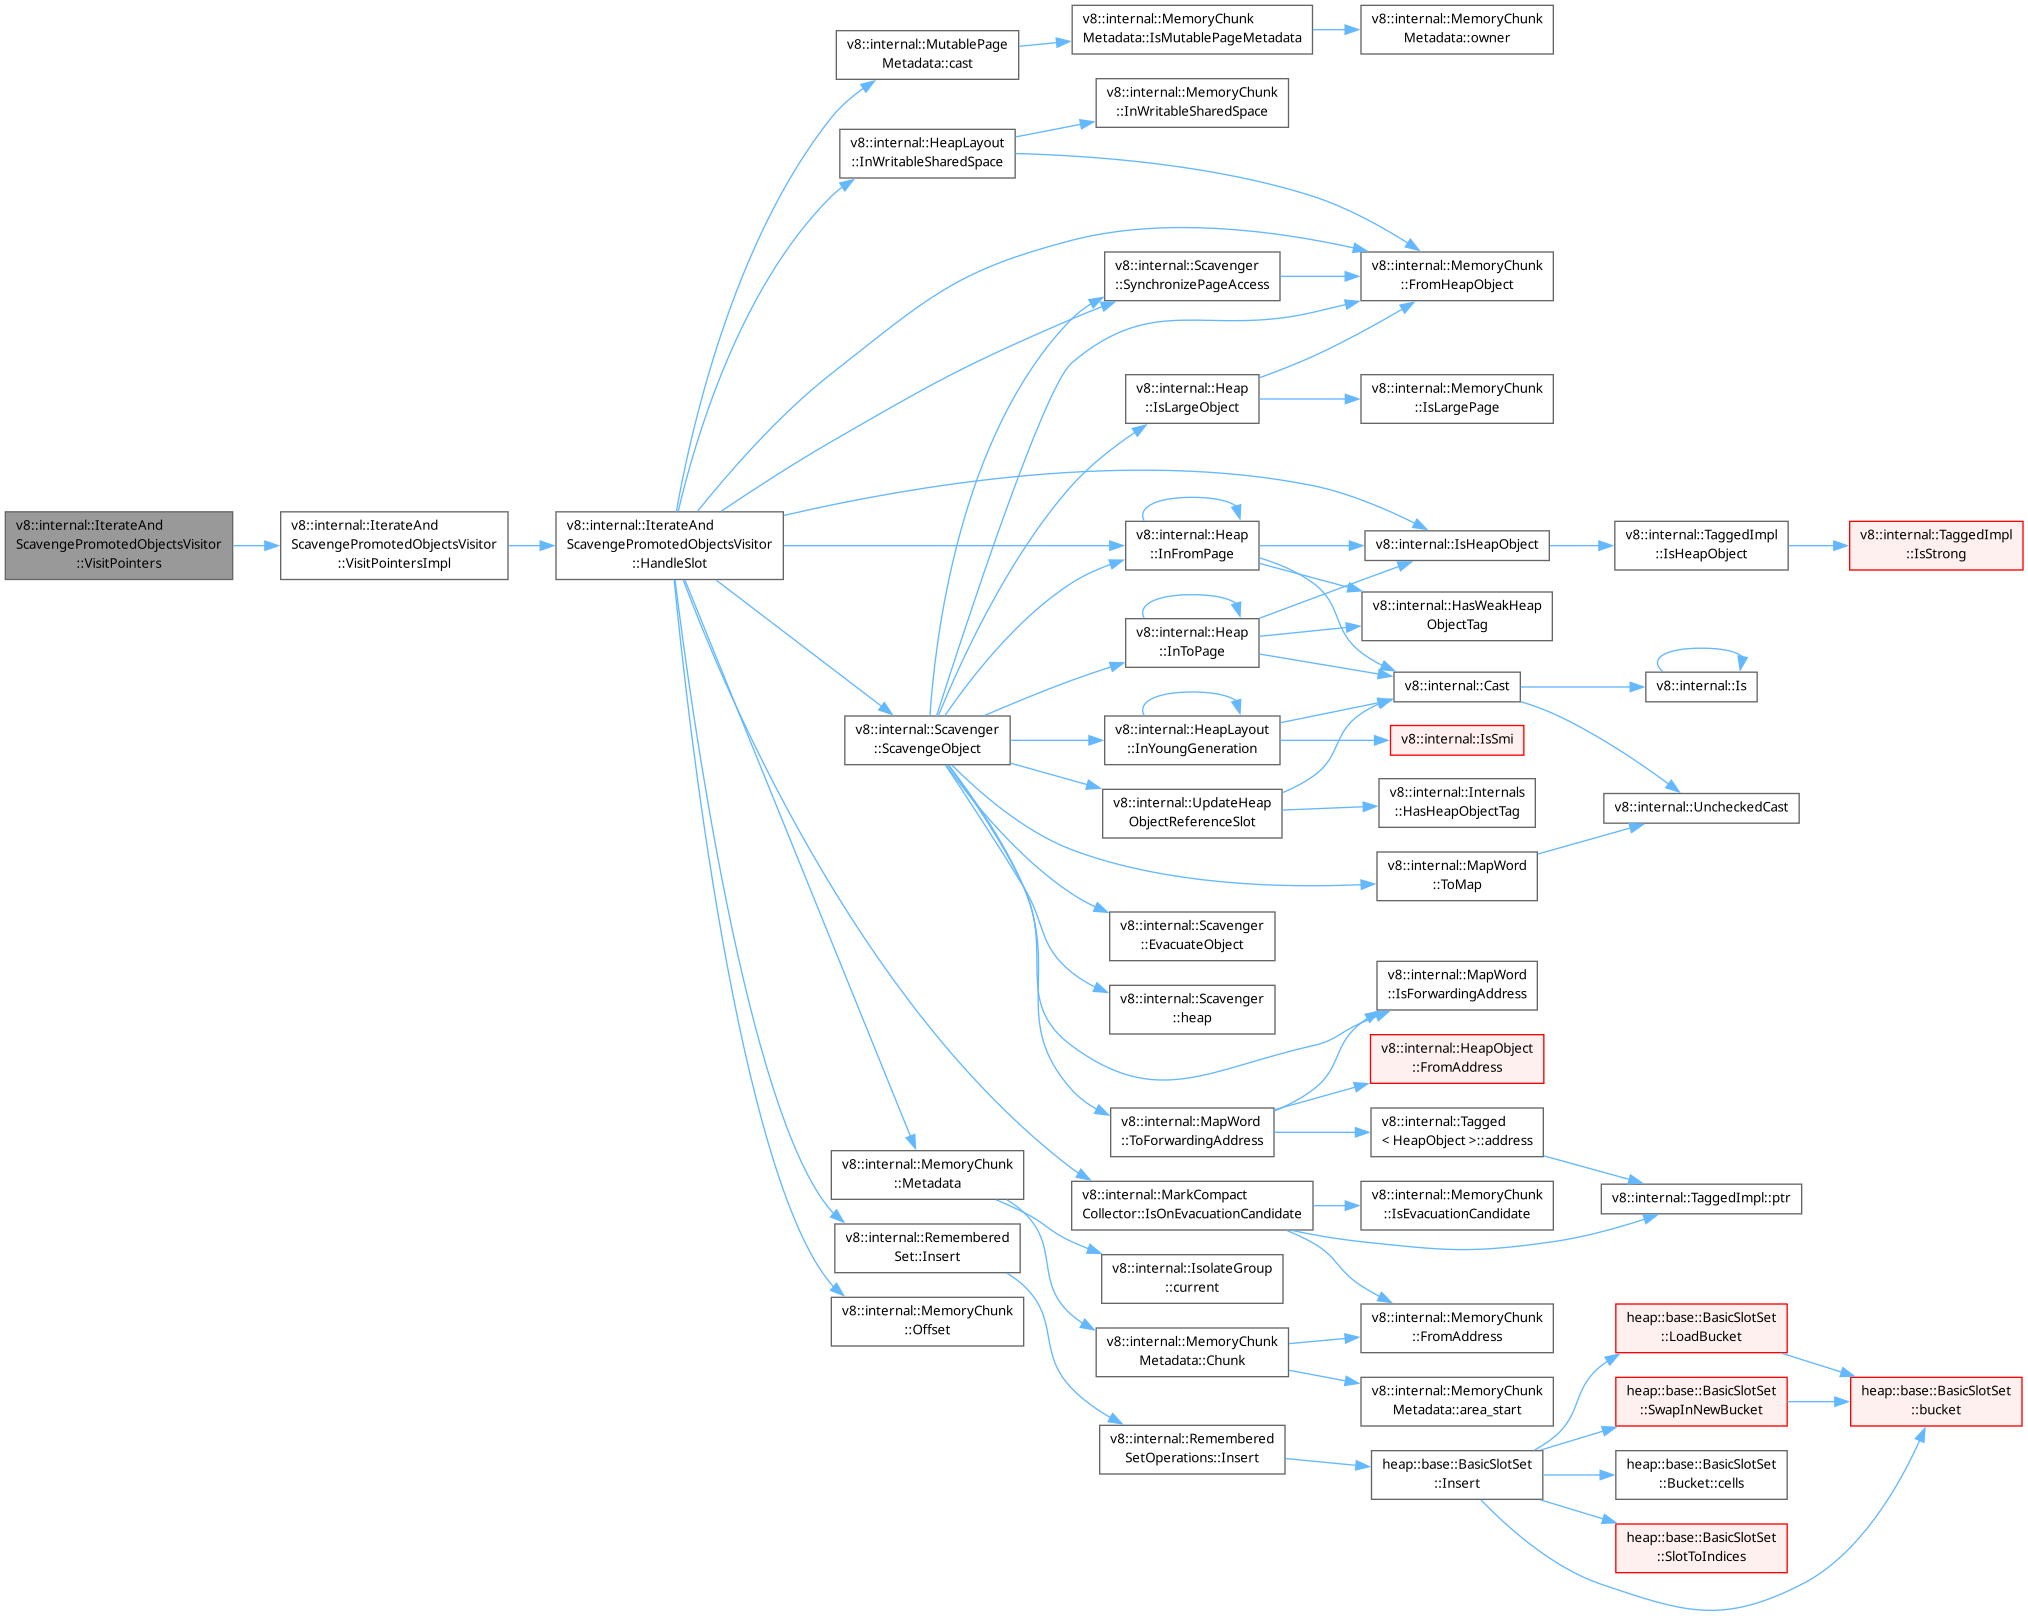 v8::internal::IterateAnd
ScavengePromotedObjectsVisitor
::VisitPointers
v8::internal::IterateAnd
ScavengePromotedObjectsVisitor
::VisitPointersImpl
v8::internal::IterateAnd
ScavengePromotedObjectsVisitor
::HandleSlot
v8::internal::MutablePage
Metadata::cast
v8::internal::MemoryChunk
Metadata::IsMutablePageMetadata
v8::internal::MemoryChunk
Metadata::owner
v8::internal::HeapLayout
::InWritableSharedSpace
v8::internal::MemoryChunk
::InWritableSharedSpace
v8::internal::Scavenger
::SynchronizePageAccess
v8::internal::MemoryChunk
::FromHeapObject
v8::internal::Heap
::IsLargeObject
v8::internal::MemoryChunk
::IsLargePage
v8::internal::Heap
::InFromPage
v8::internal::IsHeapObject
v8::internal::TaggedImpl
::IsHeapObject
v8::internal::TaggedImpl
::IsStrong
v8::internal::HasWeakHeap
ObjectTag
v8::internal::Heap
::InToPage
v8::internal::Cast
v8::internal::Is
v8::internal::Scavenger
::ScavengeObject
v8::internal::HeapLayout
::InYoungGeneration
v8::internal::IsSmi
v8::internal::UpdateHeap
ObjectReferenceSlot
v8::internal::Internals
::HasHeapObjectTag
v8::internal::UncheckedCast
v8::internal::MapWord
::ToMap
v8::internal::Scavenger
::EvacuateObject
v8::internal::Scavenger
::heap
v8::internal::MapWord
::IsForwardingAddress
v8::internal::HeapObject
::FromAddress
v8::internal::MapWord
::ToForwardingAddress
v8::internal::Tagged
< HeapObject >::address
v8::internal::TaggedImpl::ptr
v8::internal::MemoryChunk
::Metadata
v8::internal::MarkCompact
Collector::IsOnEvacuationCandidate
v8::internal::MemoryChunk
::IsEvacuationCandidate
v8::internal::Remembered
Set::Insert
v8::internal::IsolateGroup
::current
v8::internal::MemoryChunk
::Offset
v8::internal::MemoryChunk
Metadata::Chunk
v8::internal::MemoryChunk
::FromAddress
v8::internal::MemoryChunk
Metadata::area_start
v8::internal::Remembered
SetOperations::Insert
heap::base::BasicSlotSet
::Insert
heap::base::BasicSlotSet
::LoadBucket
heap::base::BasicSlotSet
::SwapInNewBucket
heap::base::BasicSlotSet
::bucket
heap::base::BasicSlotSet
::Bucket::cells
heap::base::BasicSlotSet
::SlotToIndices